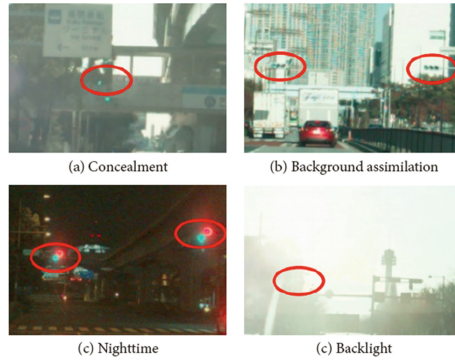 (a) Concealment
(b) Background assimilation
(c) Nighttime
(c) Backlight